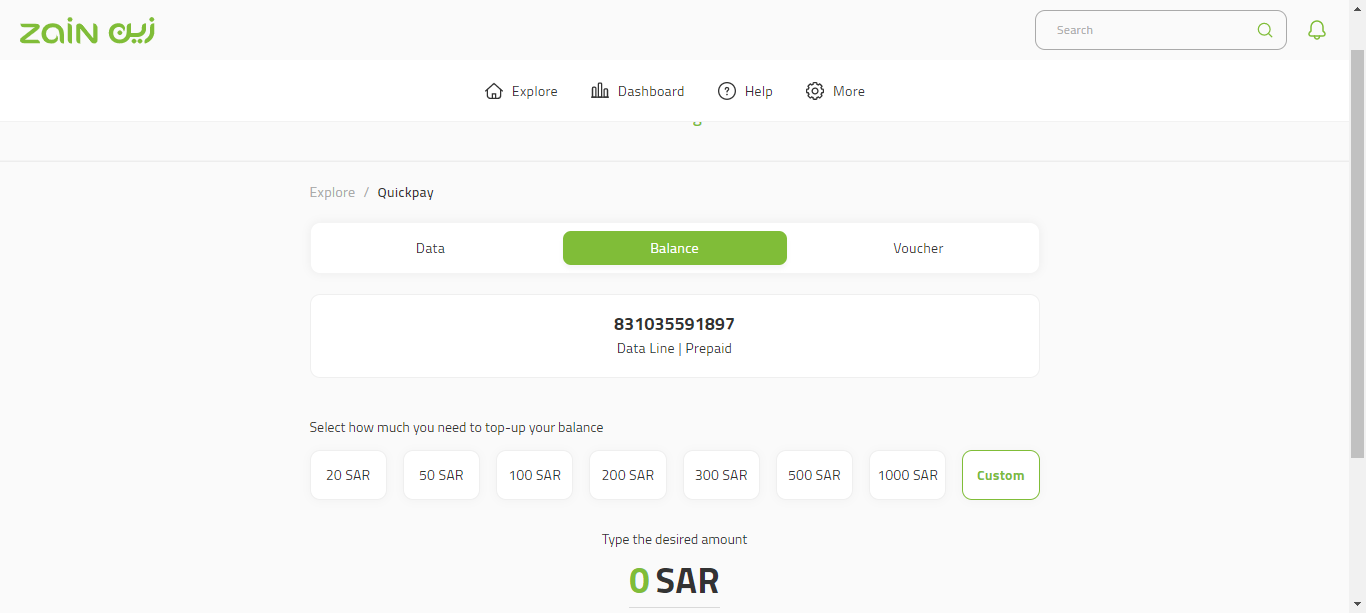 zain زين
Search
Explore
Dashboard
Help
More
Explore / Quickpay
Data
Balance
Voucher
831035591897
Data Line | Prepaid
Select how much you need to top-up your balance
20 SAR
50 SAR
100 SAR
200 SAR
300 SAR
500 SAR
1000 SAR
Custom
Type the desired amount
0 SAR